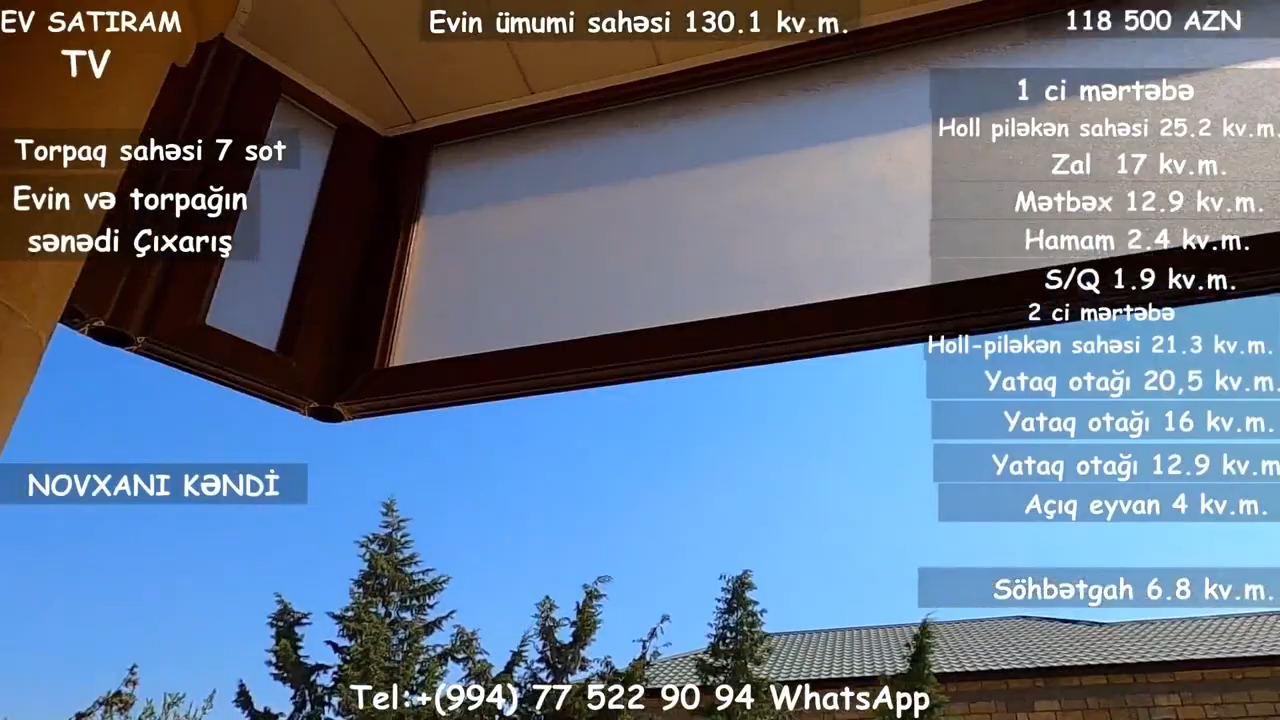 EV SATIRAM
TV
Evin ümumi sahəsi 130.1 kv.m.
118 500 AZN
Torpaq sahəsi 7 sot
Evin və torpağın
sənədi Çıxarış
NOVXANI KƏNDİ
1 ci mərtəbə
Holl piləkən sahəsi 25.2 kv.m.
Zal 17 kv.m.
Mətbəx 12.9 kv.m.
Hamam 2.4 kv.m.
S/Q 1.9 kv.m.
2 ci mərtəbə
Holl-piləkən sahəsi 21.3 kv.m.
Yataq otağı 20,5 kv.m.
Yataq otağı 16 kv.m.
Yataq otağı 12.9 kv.m
Açıq eyvan 4 kv.m.
Söhbətgah 6.8 kv.m.
Tel:+(994) 77 522 90 94 WhatsApp